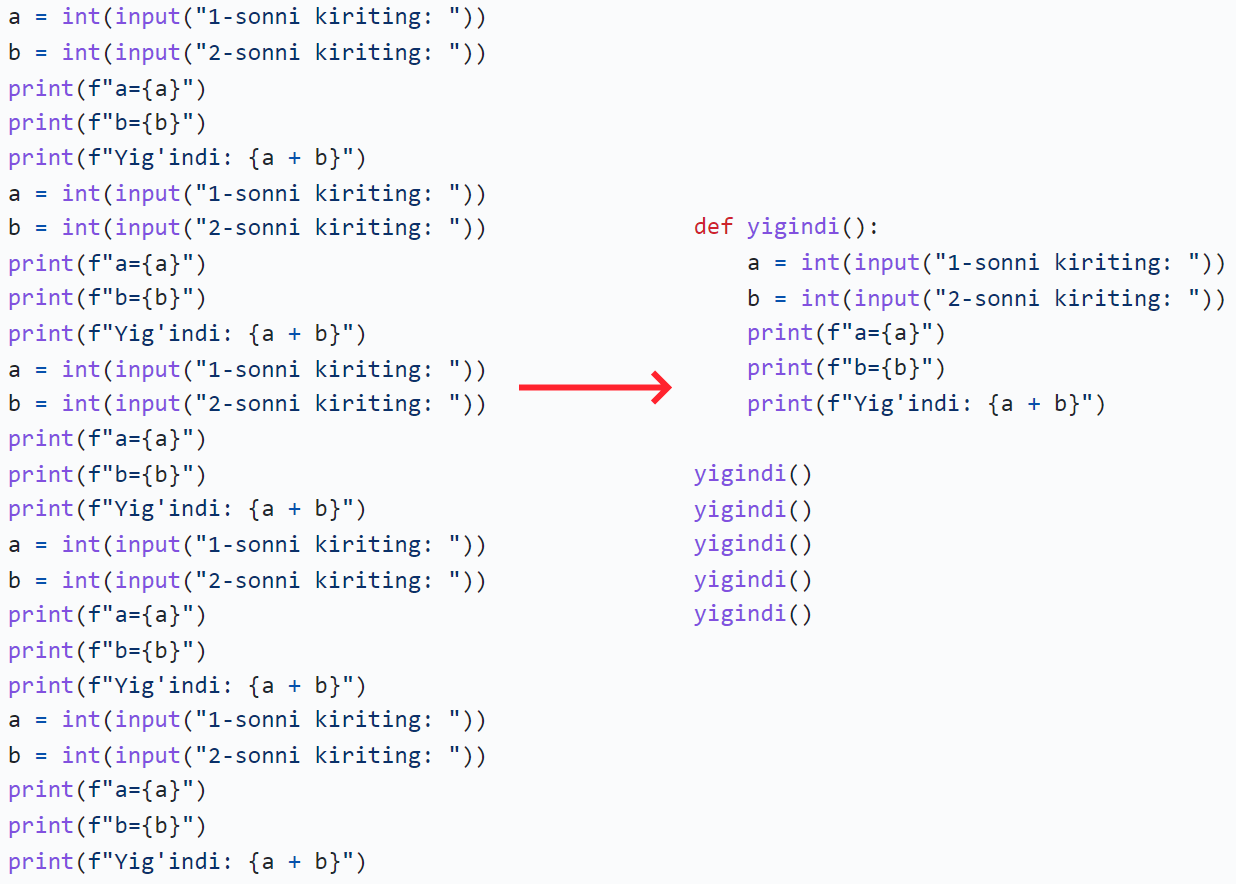 a = int(input("1-sonni kiriting: "))
b = int(input("2-sonni kiriting: "))
print(f"a={a}")
print(f"b={b}")
print(f"Yig'indi: {a + b}")
a = int(input("1-sonni kiriting: "))
b = int(input("2-sonni kiriting: "))
print(f"a={a}")
print(f"b={b}")
print(f"Yig'indi: {a + b}")
a = int(input("1-sonni kiriting: "))
b = int(input("2-sonni kiriting: "))
print(f"a={a}")
print(f"b={b}")
print(f"Yig'indi: {a + b}")
a = int(input("1-sonni kiriting: "))
b = int(input("2-sonni kiriting: "))
print(f"a={a}")
print(f"b={b}")
print(f"Yig'indi: {a + b}")
a = int(input("1-sonni kiriting: "))
b = int(input("2-sonni kiriting: "))
print(f"a={a}")
print(f"b={b}")
print(f"Yig'indi: {a + b}")
def yigindi():
    a = int(input("1-sonni kiriting: "))
    b = int(input("2-sonni kiriting: "))
    print(f"a={a}")
    print(f"b={b}")
    print(f"Yig'indi: {a + b}")
yigindi()
yigindi()
yigindi()
yigindi()
yigindi()